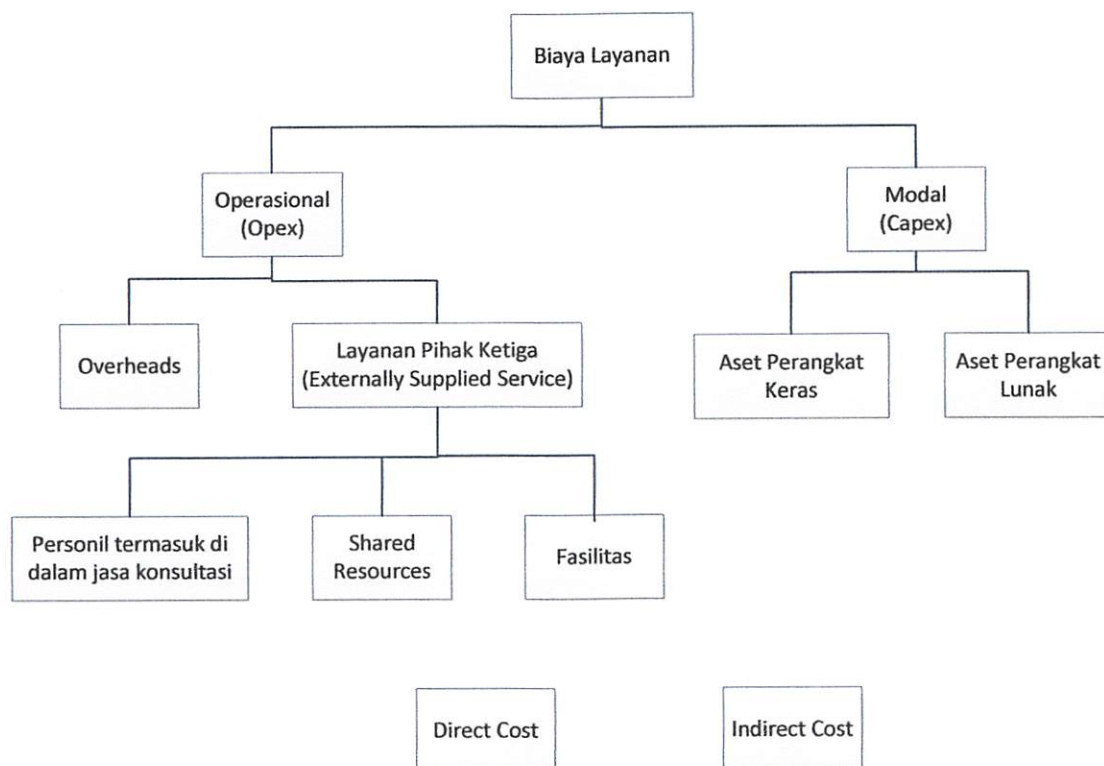 Biaya Layanan
Operasional
(Opex)
Modal
(Capex)
Overheads
Layanan Pihak Ketiga
(Externally Supplied Service)
Aset Perangkat
Keras
Aset Perangkat
Lunak
Personil termasuk di
dalam jasa konsultasi
Shared
Resources
Fasilitas
Direct Cost
Indirect Cost